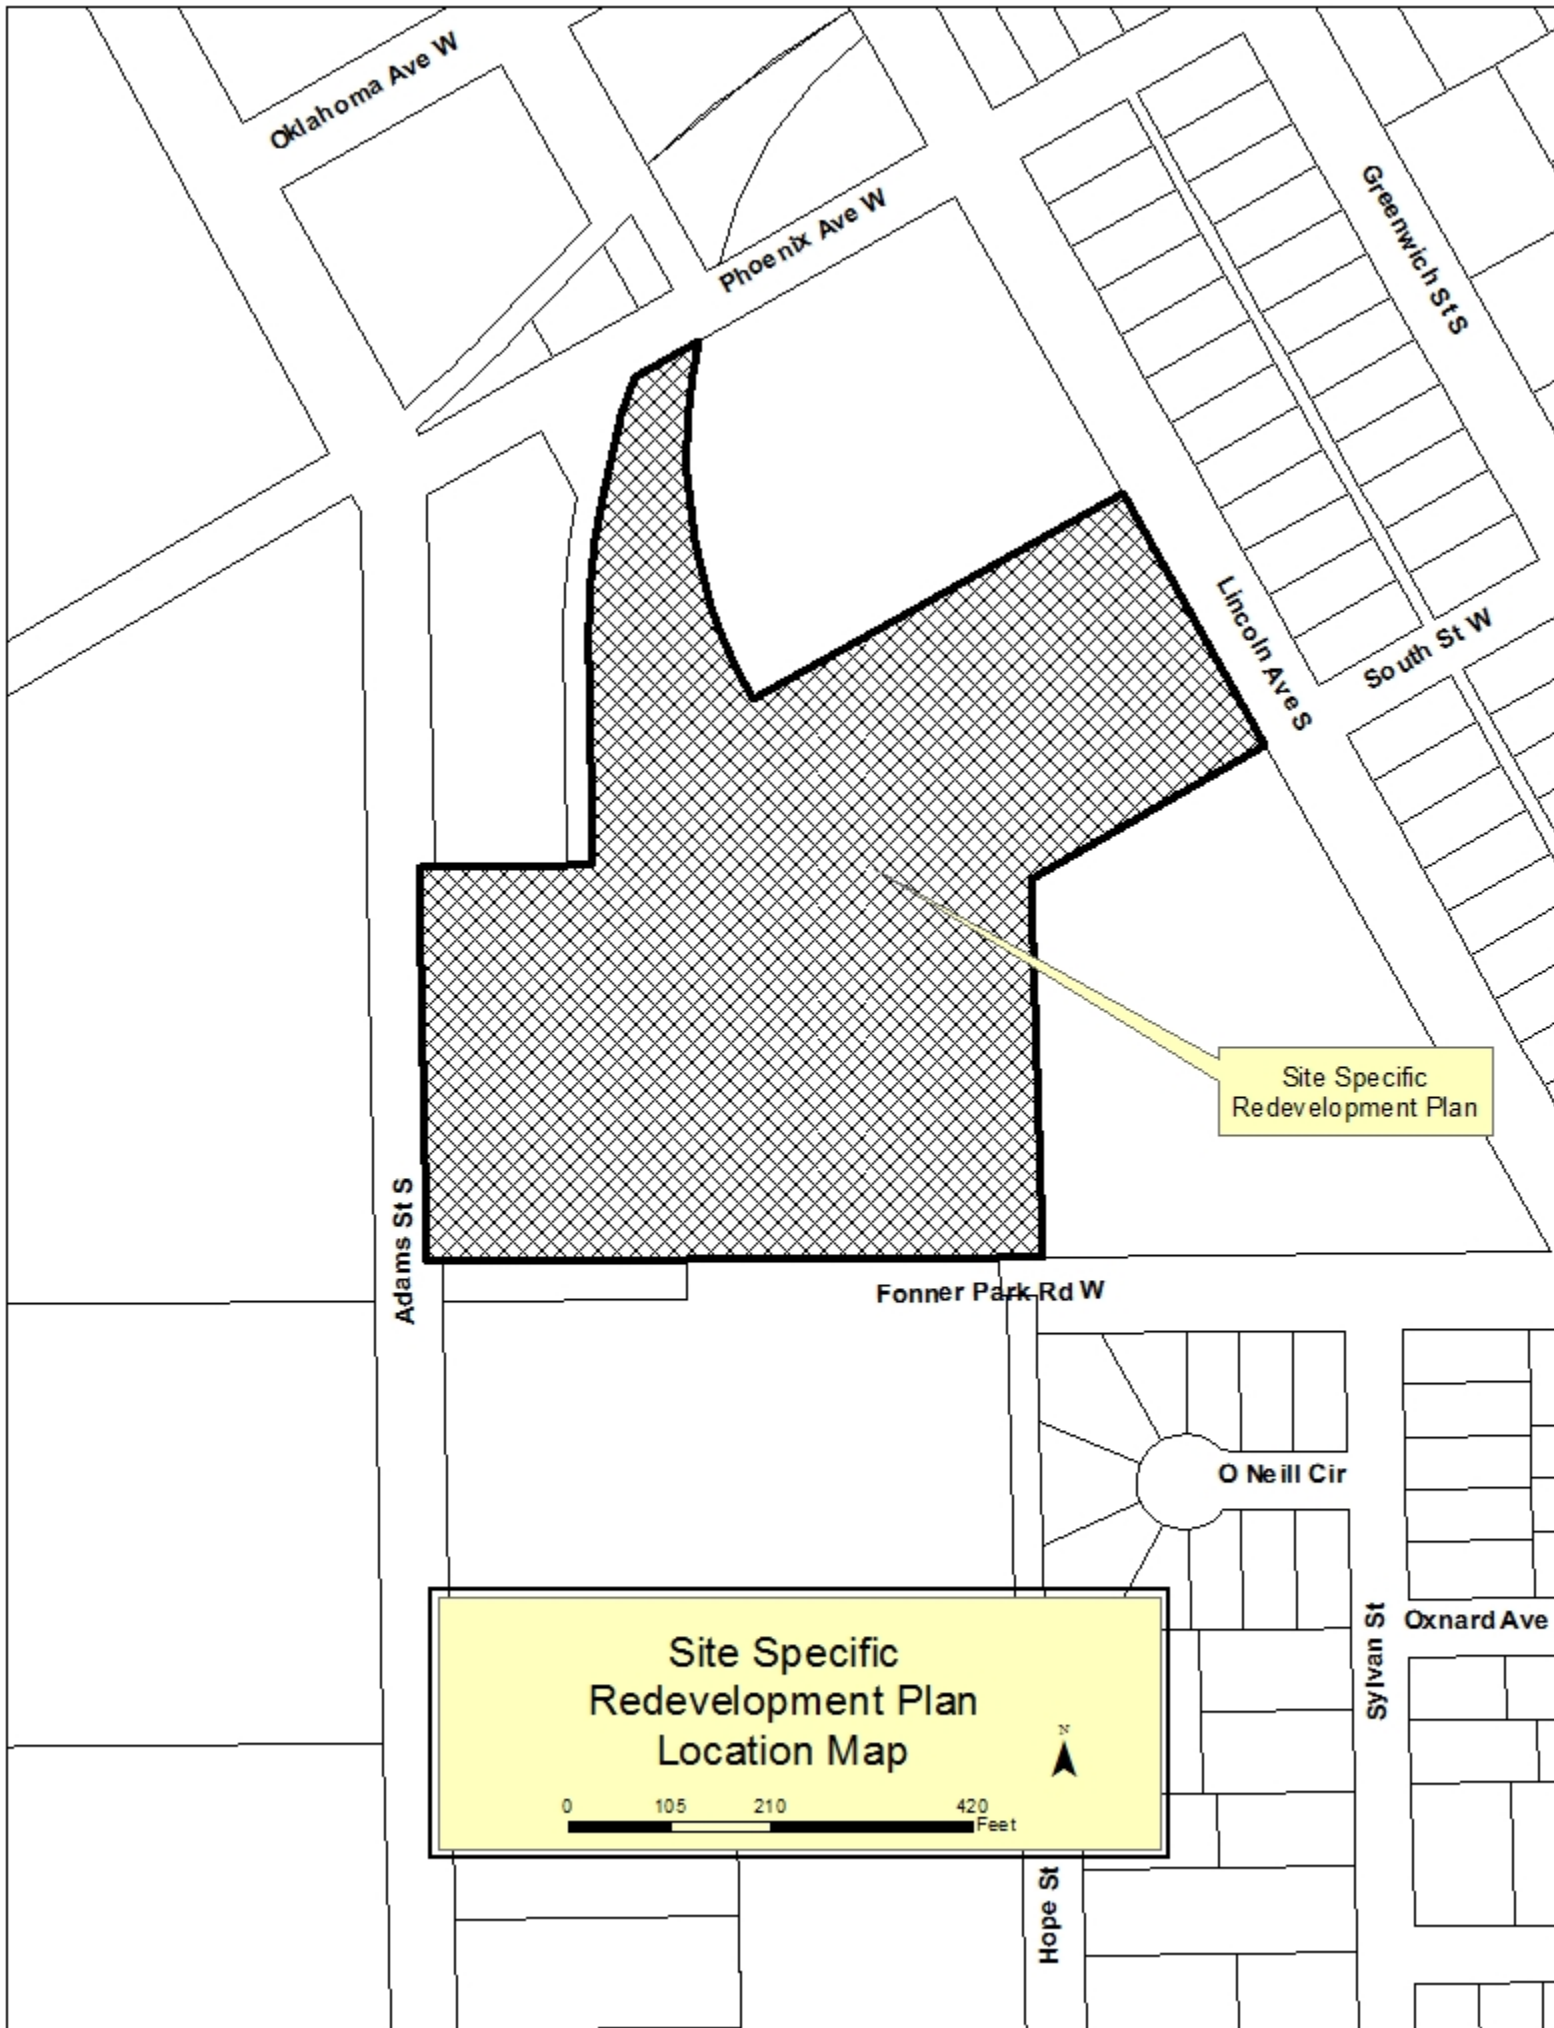 Oklahoma Ave W
Phoenix Ave W
Greenwich St S
Lincoln Ave S
South St W
Site Specific
Redevelopment Plan
Adams St S
Fonner Park Rd W
O Neill Cir
Sylvan St
Oxnard Ave
Site Specific
Redevelopment Plan
Location Map
N
0 105 210 420
Feet
Hope St